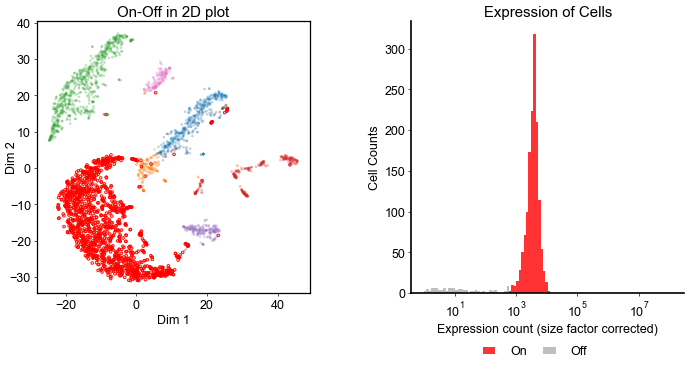 On-Off in 2D plot
Expression of Cells
40
30
20
10
0
−10
−20
−30
Dim 2
−20 0 20 40
Dim 1
300
250
200
150
100
50
0
Cell Counts
10^1 10^3 10^5 10^7
Expression count (size factor corrected)
On Off